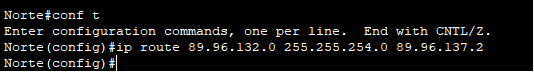 Norte#conf t
Enter configuration commands, one per line.  End with CNTL/Z.
Norte(config)#ip route 89.96.132.0 255.255.254.0 89.96.137.2
Norte(config)#